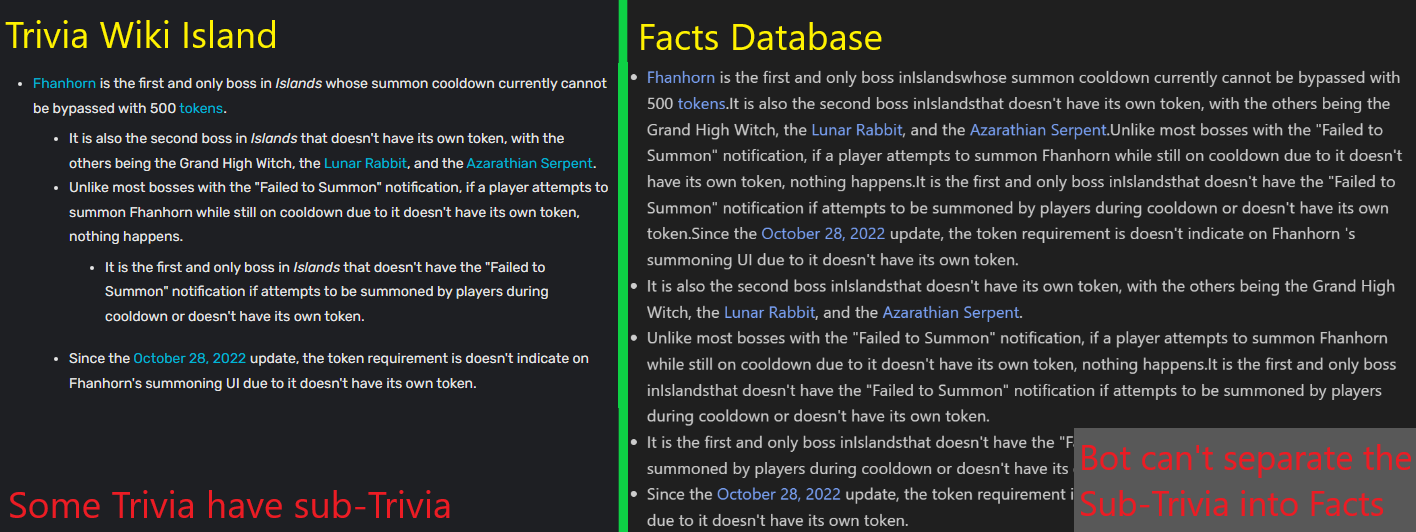 Trivia Wiki Island
• Fhanhorn is the first and only boss in Islands whose summon cooldown currently cannot
be bypassed with 500 tokens.
• It is also the second boss in Islands that doesn't have its own token, with the
others being the Grand High Witch, the Lunar Rabbit, and the Azarathian Serpent.
• Unlike most bosses with the "Failed to Summon" notification, if a player attempts to
summon Fhanhorn while still on cooldown due to it doesn't have its own token,
nothing happens.
• It is the first and only boss in Islands that doesn't have the "Failed to
Summon" notification if attempts to be summoned by players during
cooldown or doesn't have its own token.
• Since the October 28, 2022 update, the token requirement is doesn't indicate on
Fhanhorn's summoning UI due to it doesn't have its own token.
Some Trivia have sub-Trivia
Facts Database
• Fhanhorn is the first and only boss inIslandswhose summon cooldown currently cannot be bypassed with
500 tokens.It is also the second boss inIslandsthat doesn't have its own token, with the others being the
Grand High Witch, the Lunar Rabbit, and the Azarathian Serpent.Unlike most bosses with the "Failed to
Summon" notification, if a player attempts to summon Fhanhorn while still on cooldown due to it doesn't
have its own token, nothing happens.It is the first and only boss inIslandsthat doesn't have the "Failed to
Summon" notification if attempts to be summoned by players during cooldown or doesn't have its own
token.Since the October 28, 2022 update, the token requirement is doesn't indicate on Fhanhorn 's
summoning UI due to it doesn't have its own token.
• It is also the second boss inIslandsthat doesn't have its own token, with the others being the Grand High
Witch, the Lunar Rabbit, and the Azarathian Serpent.
• Unlike most bosses with the "Failed to Summon" notification, if a player attempts to summon Fhanhorn
while still on cooldown due to it doesn't have its own token, nothing happens.It is the first and only boss
inIslandsthat doesn't have the "Failed to Summon" notification if attempts to be summoned by players
during cooldown or doesn't have its own token.
• It is the first and only boss inIslandsthat doesn't have the
summoned by players during cooldown or doesn't have its
• Since the October 28, 2022 update, the token requirement
due to it doesn't have its own token.
Bot can't separate the
Sub-Trivia into Facts